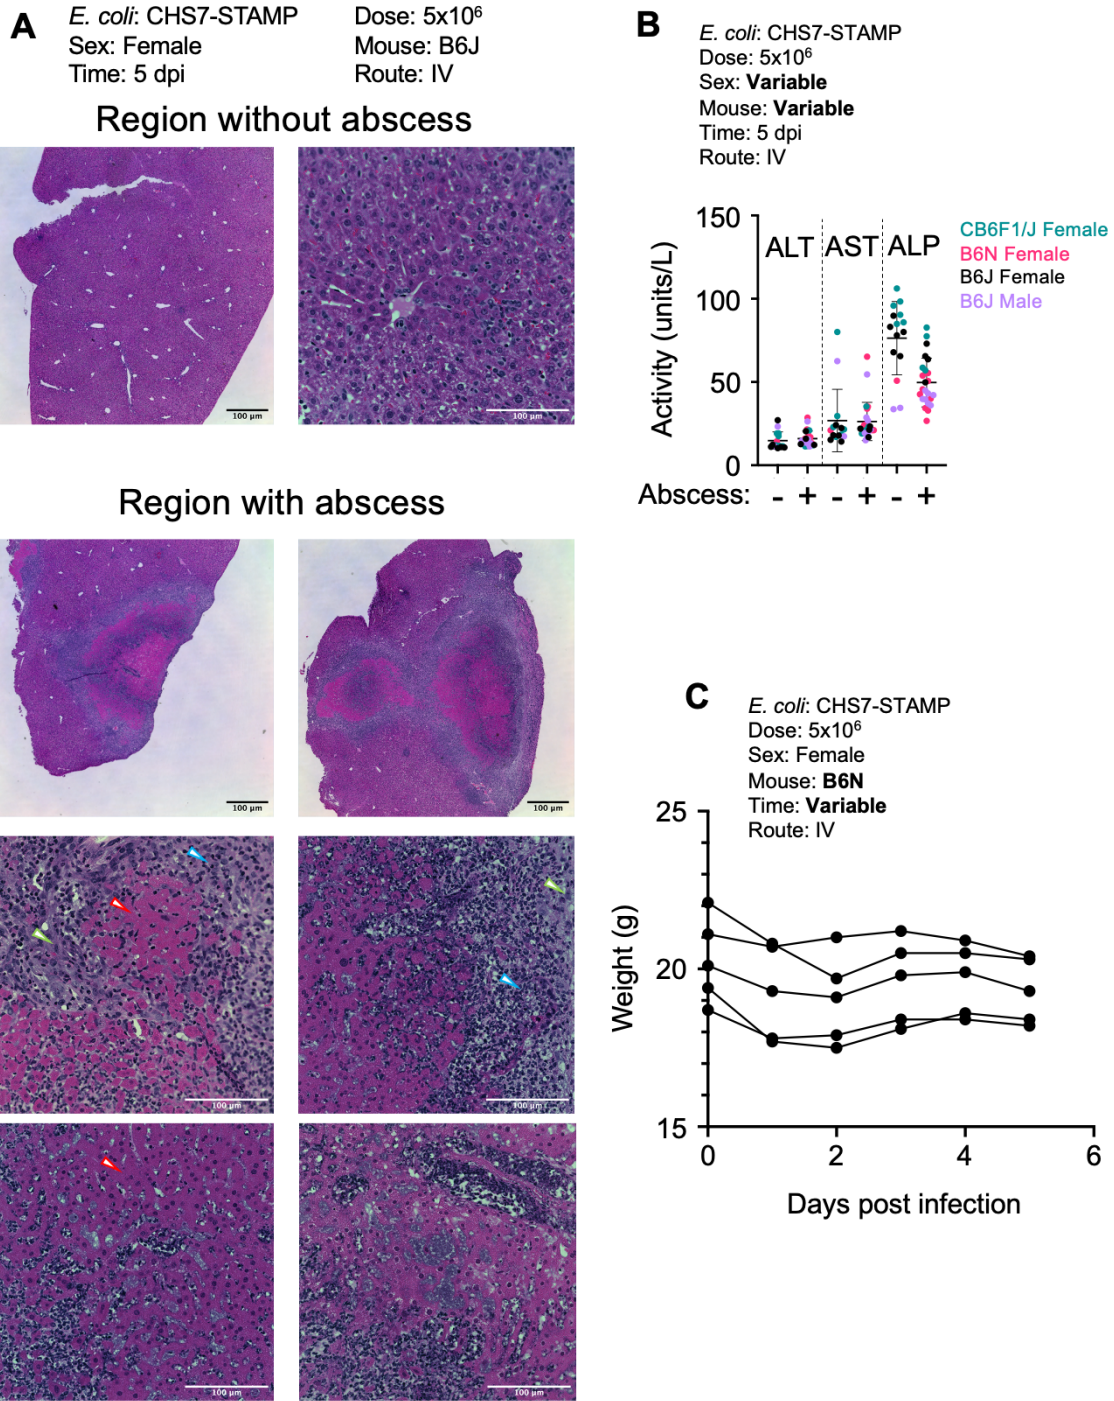 A
E. coli: CHS7-STAMP
Sex: Female
Time: 5 dpi
Dose: 5x10⁶
Mouse: B6J
Route: IV
Region without abscess
100 µm
100 µm
Region with abscess
100 µm
100 µm
100 µm
100 µm
100 µm
100 µm
B
E. coli: CHS7-STAMP
Dose: 5x10⁶
Sex: Variable
Mouse: Variable
Time: 5 dpi
Route: IV
Activity (units/L)
150
100
50
0
ALT AST ALP
CB6F1/J Female
B6N Female
B6J Female
B6J Male
Abscess: - + - + - +
C
E. coli: CHS7-STAMP
Dose: 5x10⁶
Sex: Female
Mouse: B6N
Time: Variable
Route: IV
Weight (g)
25
20
15
0 2 4 6
Days post infection